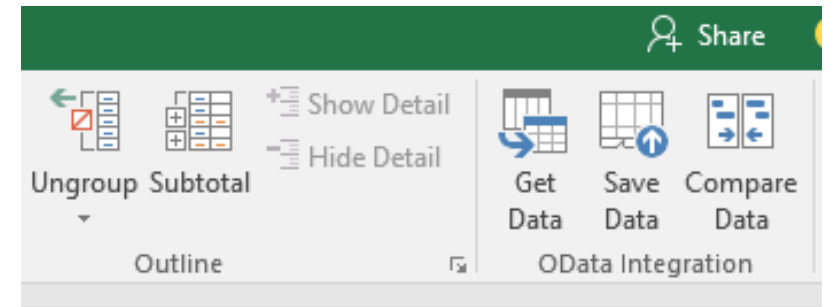 Share
Show Detail
Hide Detail
Ungroup
Subtotal
Get
Data
Save
Data
Compare
Data
Outline
OData Integration